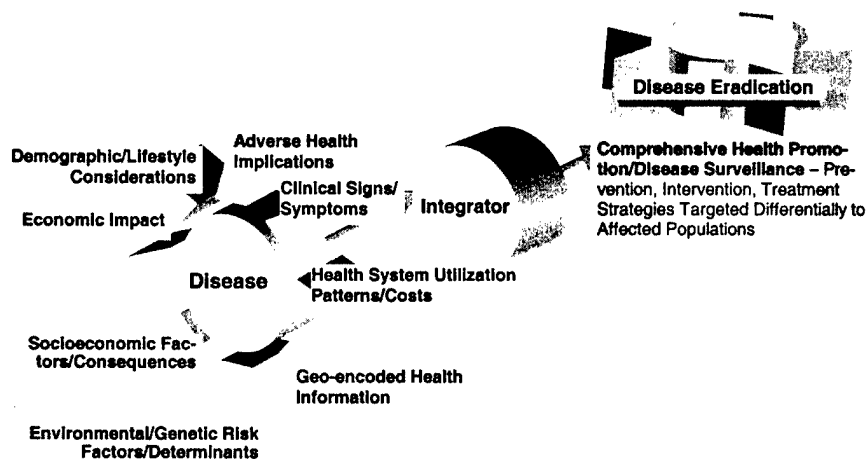 Disease Eradication
Comprehensive Health Promo-
tion/Disease Surveillance – Pre-
vention, Intervention, Treatment
Strategies Targeted Differentially to
Affected Populations
Adverse Health
Implications
Demographic/Lifestyle
Considerations
Clinical Signs/
Symptoms
Integrator
Economic Impact
Disease
Health System Utilization
Patterns/Costs
Socioeconomic Fac-
tors/Consequences
Geo-encoded Health
Information
Environmental/Genetic Risk
Factors/Determinants